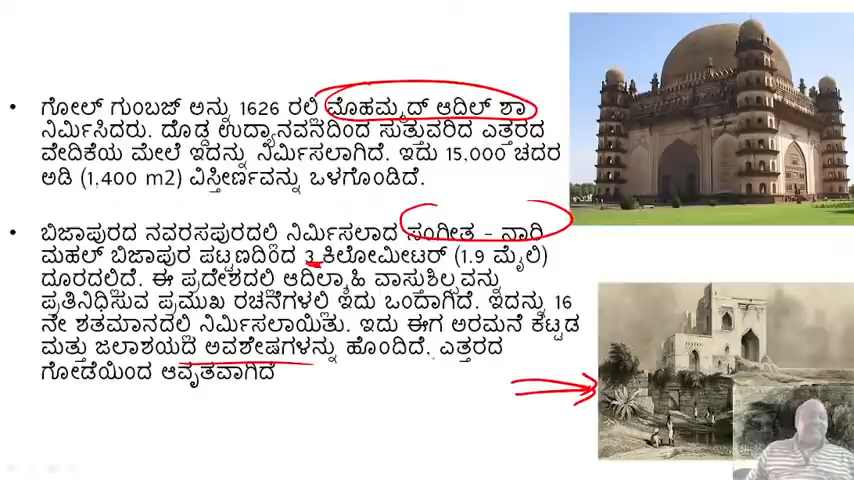 • ಗೋಲ್ ಗುಂಬಜ್ ಅನ್ನು 1626 ರಲ್ಲಿ ಮೊಹಮ್ಮದ್ ಆದಿಲ್ ಶಾ
ನಿರ್ಮಿಸಿದರು. ದೊಡ್ಡ ಉದ್ಯಾನವನದಿಂದ ಸುತ್ತುವರಿದ ಎತ್ತರದ
ವೇದಿಕೆಯ ಮೇಲೆ ಇದನ್ನು ನಿರ್ಮಿಸಲಾಗಿದೆ. ಇದು 15,000 ಚದರ
ಅಡಿ (1,400 m2) ವಿಸ್ತೀರ್ಣವನ್ನು ಒಳಗೊಂಡಿದೆ.
• ಬಿಜಾಪುರದ ನವರಸಪುರದಲ್ಲಿ ನಿರ್ಮಿಸಲಾದ ಸಂಗೀತ - ನಾರಿ
ಮಹಲ್ ಬಿಜಾಪುರ ಪಟ್ಟಣದಿಂದ 3 ಕಿಲೋಮೀಟರ್ (1.9 ಮೈಲಿ)
ದೂರದಲ್ಲಿದೆ. ಈ ಪ್ರದೇಶದಲ್ಲಿ ಆದಿಲ್ಶಾಹಿ ವಾಸ್ತುಶಿಲ್ಪವನ್ನು
ಪ್ರತಿನಿಧಿಸುವ ಪ್ರಮುಖ ರಚನೆಗಳಲ್ಲಿ ಇದು ಒಂದಾಗಿದೆ. ಇದನ್ನು 16
ನೇ ಶತಮಾನದಲ್ಲಿ ನಿರ್ಮಿಸಲಾಯಿತು. ಇದು ಈಗ ಅರಮನೆ ಕಟ್ಟಡ
ಮತ್ತು ಜಲಾಶಯದ ಅವಶೇಷಗಳನ್ನು ಹೊಂದಿದೆ. ಎತ್ತರದ
ಗೋಡೆಯಿಂದ ಆವೃತವಾಗಿದೆ